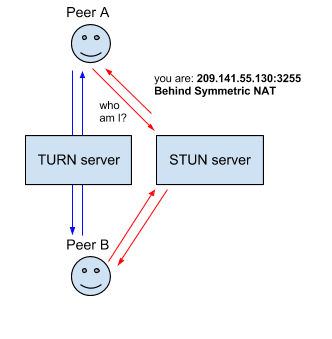 Peer A
you are: 209.141.55.130:3255
Behind Symmetric NAT
who
am I?
TURN server
STUN server
Peer B